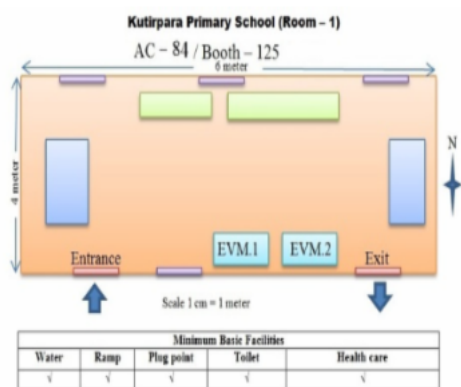 Kutirpara Primary School (Room – 1)
AC – 84 / Booth – 125
6 meter
4 meter
N
EVM.1 EVM.2
Entrance Exit
Scale 1 cm = 1 meter
Minimum Basic Facilities
Water Ramp Plug point Toilet Health care
√ √ √ √ √